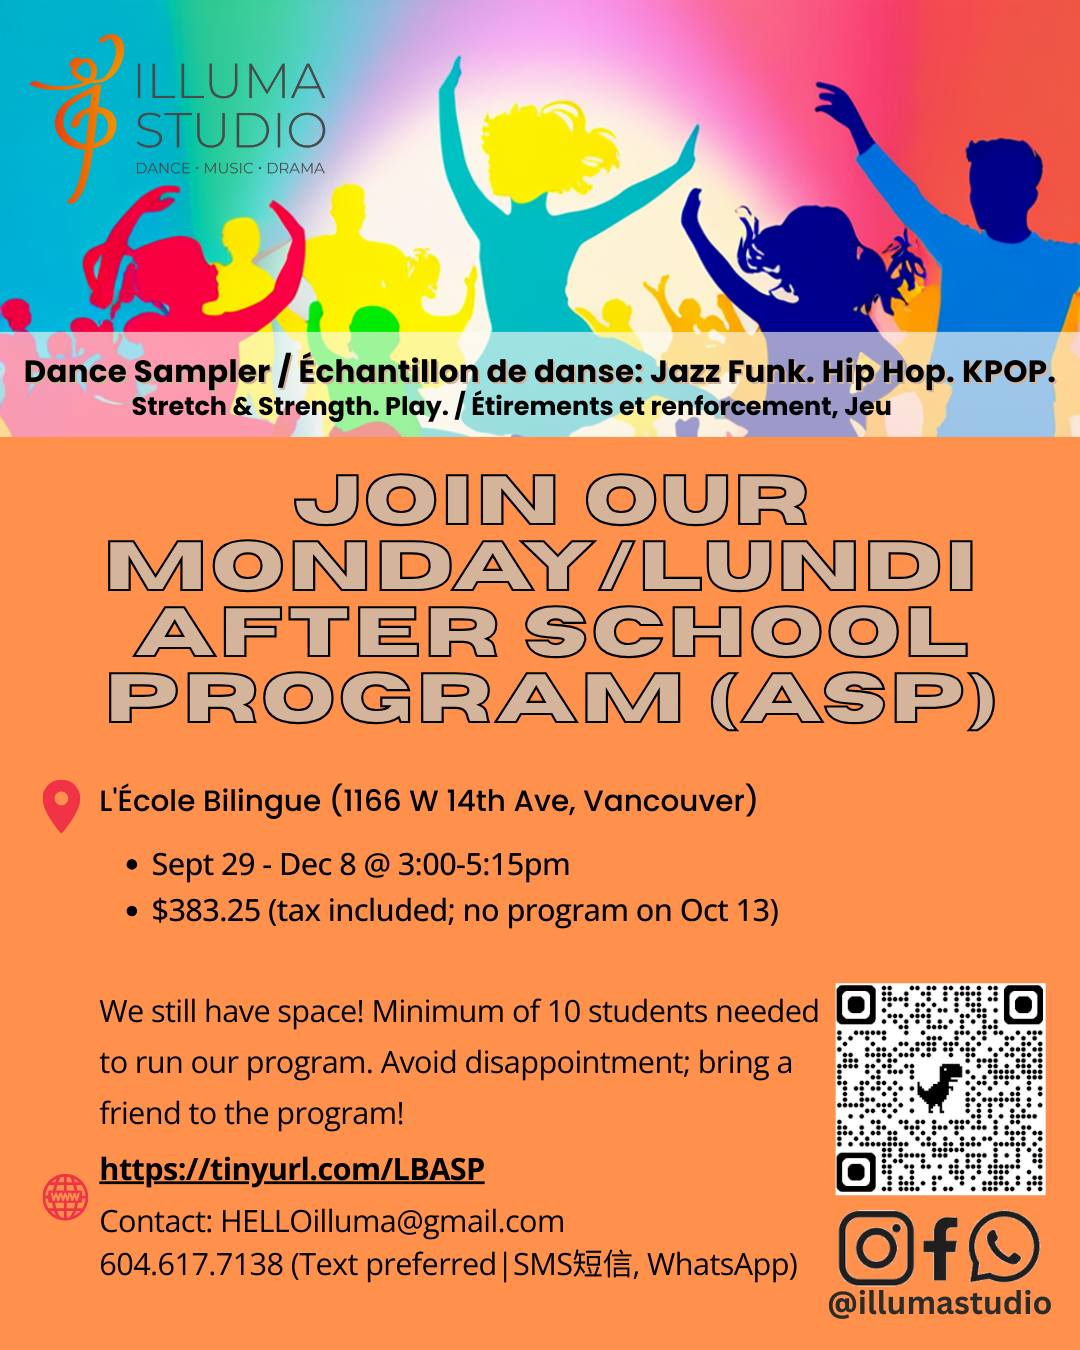 ILLUMA
STUDIO
DANCE • MUSIC • DRAMA
Dance Sampler / Échantillon de danse: Jazz Funk. Hip Hop. KPOP.
Stretch & Strength. Play. / Étirements et renforcement, Jeu
JOIN OUR
MONDAY/LUNDI
AFTER SCHOOL
PROGRAM (ASP)
L'École Bilingue (1166 W 14th Ave, Vancouver)
• Sept 29 - Dec 8 @ 3:00-5:15pm
• $383.25 (tax included; no program on Oct 13)
We still have space! Minimum of 10 students needed
to run our program. Avoid disappointment; bring a
friend to the program!
https://tinyurl.com/LBASP
WWW
Contact: HELLOilluma@gmail.com
604.617.7138 (Text preferred|SMS短信, WhatsApp)
@illumastudio